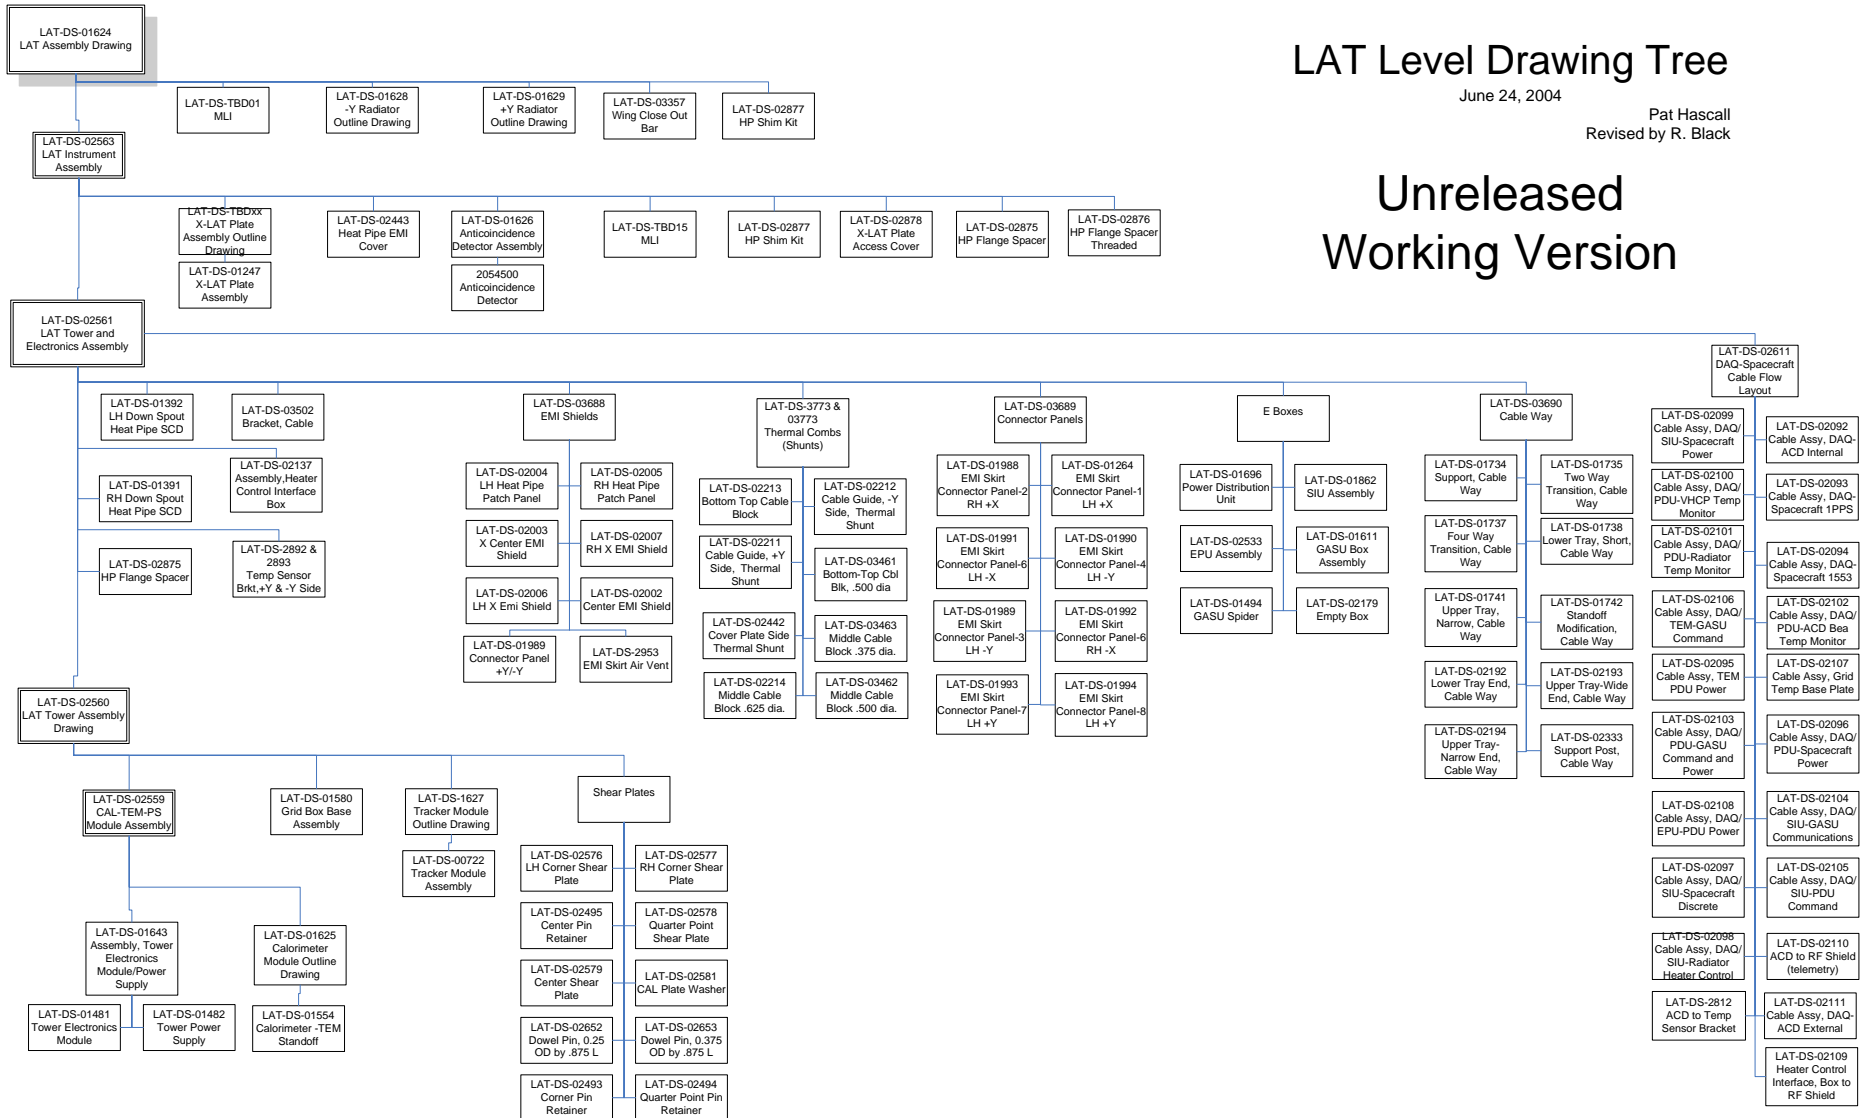 LAT-DS-01624
LAT Assembly Drawing
LAT Level Drawing Tree
June 24, 2004
Pat Hascall
Revised by R. Black
Unreleased
Working Version
LAT-DS-TBD01
MLI
LAT-DS-01628
-Y Radiator
Outline Drawing
LAT-DS-01629
+Y Radiator
Outline Drawing
LAT-DS-03357
Wing Close Out
Bar
LAT-DS-02877
HP Shim Kit
LAT-DS-02563
LAT Instrument
Assembly
LAT-DS-TBDxx
X-LAT Plate
Assembly Outline
Drawing
LAT-DS-01247
X-LAT Plate
Assembly
LAT-DS-02443
Heat Pipe EMI
Cover
LAT-DS-01626
Anticoincidence
Detector Assembly
2054500
Anticoincidence
Detector
LAT-DS-TBD15
MLI
LAT-DS-02877
HP Shim Kit
LAT-DS-02878
X-LAT Plate
Access Cover
LAT-DS-02875
HP Flange Spacer
LAT-DS-02876
HP Flange Spacer
Threaded
LAT-DS-02561
LAT Tower and
Electronics Assembly
LAT-DS-01392
LH Down Spout
Heat Pipe SCD
LAT-DS-03502
Bracket, Cable
LAT-DS-02137
Assembly,Heater
Control Interface
Box
LAT-DS-01391
RH Down Spout
Heat Pipe SCD
LAT-DS-2892 &
2893
Temp Sensor
Brkt,+Y & -Y Side
LAT-DS-02875
HP Flange Spacer
LAT-DS-03688
EMI Shields
LAT-DS-02004
LH Heat Pipe
Patch Panel
LAT-DS-02005
RH Heat Pipe
Patch Panel
LAT-DS-02003
X Center EMI
Shield
LAT-DS-02007
RH X EMI Shield
LAT-DS-02006
LH X Emi Shield
LAT-DS-02002
Center EMI Shield
LAT-DS-01989
Connector Panel
+Y/-Y
LAT-DS-2953
EMI Skirt Air Vent
LAT-DS-3773 &
03773
Thermal Combs
(Shunts)
LAT-DS-02213
Bottom Top Cable
Block
LAT-DS-02212
Cable Guide, -Y
Side, Thermal
Shunt
LAT-DS-02211
Cable Guide, +Y
Side, Thermal
Shunt
LAT-DS-03461
Bottom-Top Cbl
Blk, .500 dia
LAT-DS-02442
Cover Plate Side
Thermal Shunt
LAT-DS-03463
Middle Cable
Block .375 dia.
LAT-DS-02214
Middle Cable
Block .625 dia.
LAT-DS-03462
Middle Cable
Block .500 dia.
LAT-DS-03689
Connector Panels
LAT-DS-01988
EMI Skirt
Connector Panel-2
RH +X
LAT-DS-01264
EMI Skirt
Connector Panel-1
LH +X
LAT-DS-01991
EMI Skirt
Connector Panel-6
LH -X
LAT-DS-01990
EMI Skirt
Connector Panel-4
LH -Y
LAT-DS-01989
EMI Skirt
Connector Panel-3
LH -Y
LAT-DS-01992
EMI Skirt
Connector Panel-6
RH -X
LAT-DS-01993
EMI Skirt
Connector Panel-7
LH +Y
LAT-DS-01994
EMI Skirt
Connector Panel-8
LH +Y
E Boxes
LAT-DS-01696
Power Distribution
Unit
LAT-DS-01862
SIU Assembly
LAT-DS-02533
EPU Assembly
LAT-DS-01611
GASU Box
Assembly
LAT-DS-01494
GASU Spider
LAT-DS-02179
Empty Box
LAT-DS-03690
Cable Way
LAT-DS-01734
Support, Cable
Way
LAT-DS-01735
Two Way
Transition, Cable
Way
LAT-DS-01737
Four Way
Transition, Cable
Way
LAT-DS-01738
Lower Tray, Short,
Cable Way
LAT-DS-01741
Upper Tray,
Narrow, Cable
Way
LAT-DS-01742
Standoff
Modification,
Cable Way
LAT-DS-02192
Lower Tray End,
Cable Way
LAT-DS-02193
Upper Tray-Wide
End, Cable Way
LAT-DS-02194
Upper Tray-
Narrow End,
Cable Way
LAT-DS-02333
Support Post,
Cable Way
LAT-DS-02611
DAQ-Spacecraft
Cable Flow
Layout
LAT-DS-02099
Cable Assy, DAQ/
SIU-Spacecraft
Power
LAT-DS-02092
Cable Assy, DAQ-
ACD Internal
LAT-DS-02100
Cable Assy, DAQ/
PDU-VHCP Temp
Monitor
LAT-DS-02093
Cable Assy, DAQ-
Spacecraft 1PPS
LAT-DS-02101
Cable Assy, DAQ/
PDU-Radiator
Temp Monitor
LAT-DS-02094
Cable Assy, DAQ-
Spacecraft 1553
LAT-DS-02106
Cable Assy, DAQ/
TEM-GASU
Command
LAT-DS-02102
Cable Assy, DAQ/
PDU-ACD Bea
Temp Monitor
LAT-DS-02095
Cable Assy, TEM
PDU Power
LAT-DS-02107
Cable Assy, Grid
Temp Base Plate
LAT-DS-02103
Cable Assy, DAQ/
PDU-GASU
Command and
Power
LAT-DS-02096
Cable Assy, DAQ/
PDU-Spacecraft
Power
LAT-DS-02108
Cable Assy, DAQ/
EPU-PDU Power
LAT-DS-02104
Cable Assy, DAQ/
SIU-GASU
Communications
LAT-DS-02097
Cable Assy, DAQ/
SIU-Spacecraft
Discrete
LAT-DS-02105
Cable Assy, DAQ/
SIU-PDU
Command
LAT-DS-02098
Cable Assy, DAQ/
SIU-Radiator
Heater Control
LAT-DS-02110
ACD to RF Shield
(telemetry)
LAT-DS-2812
ACD to Temp
Sensor Bracket
LAT-DS-02111
Cable Assy, DAQ-
ACD External
LAT-DS-02109
Heater Control
Interface, Box to
RF Shield
LAT-DS-02560
LAT Tower Assembly
Drawing
LAT-DS-02559
CAL-TEM-PS
Module Assembly
LAT-DS-01580
Grid Box Base
Assembly
LAT-DS-1627
Tracker Module
Outline Drawing
LAT-DS-00722
Tracker Module
Assembly
Shear Plates
LAT-DS-02576
LH Corner Shear
Plate
LAT-DS-02577
RH Corner Shear
Plate
LAT-DS-02495
Center Pin
Retainer
LAT-DS-02578
Quarter Point
Shear Plate
LAT-DS-02579
Center Shear
Plate
LAT-DS-02581
CAL Plate Washer
LAT-DS-02652
Dowel Pin, 0.25
OD by .875 L
LAT-DS-02653
Dowel Pin, 0.375
OD by .875 L
LAT-DS-02493
Corner Pin
Retainer
LAT-DS-02494
Quarter Point Pin
Retainer
LAT-DS-01643
Assembly, Tower
Electronics
Module/Power
Supply
LAT-DS-01625
Calorimeter
Module Outline
Drawing
LAT-DS-01481
Tower Electronics
Module
LAT-DS-01482
Tower Power
Supply
LAT-DS-01554
Calorimeter -TEM
Standoff